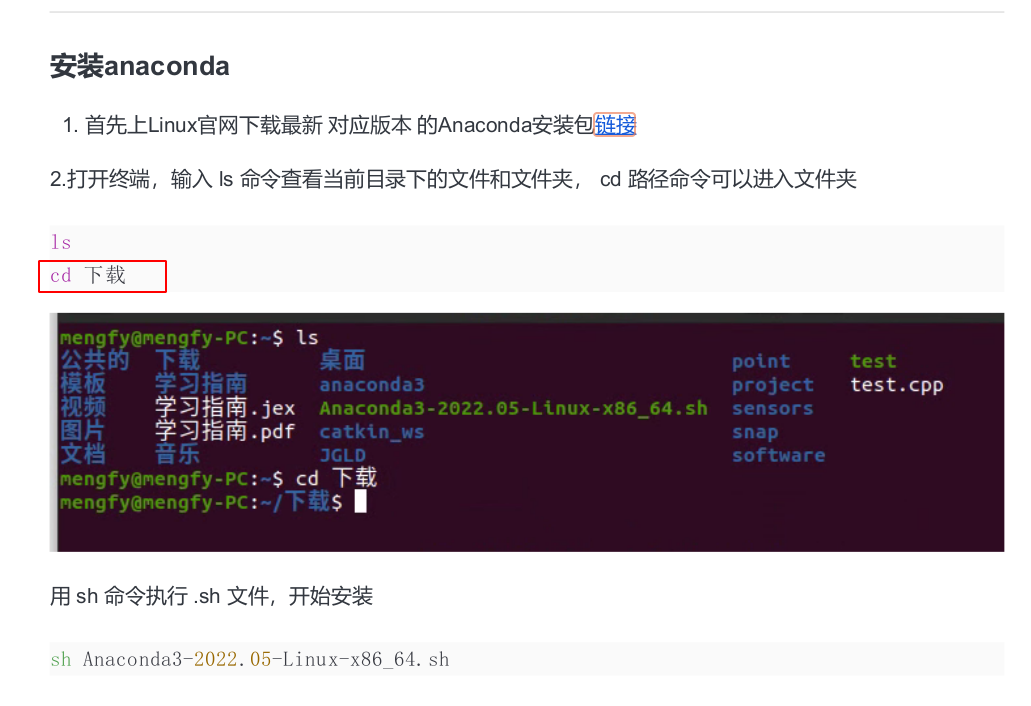 安装anaconda
1. 首先上Linux官网下载最新 对应版本 的Anaconda安装包链接
2.打开终端，输入 ls 命令查看当前目录下的文件和文件夹， cd 路径命令可以进入文件夹
ls
cd 下载
mengfy@mengfy-PC:~$ ls
公共的 下载 桌面 point test
模板 学习指南 anaconda3 project test.cpp
视频 学习指南.jex Anaconda3-2022.05-Linux-x86_64.sh sensors
图片 学习指南.pdf catkin_ws snap
文档 音乐 JGLD software
mengfy@mengfy-PC:~$ cd 下载
mengfy@mengfy-PC:~/下载$
用 sh 命令执行 .sh 文件，开始安装
sh Anaconda3-2022.05-Linux-x86_64.sh